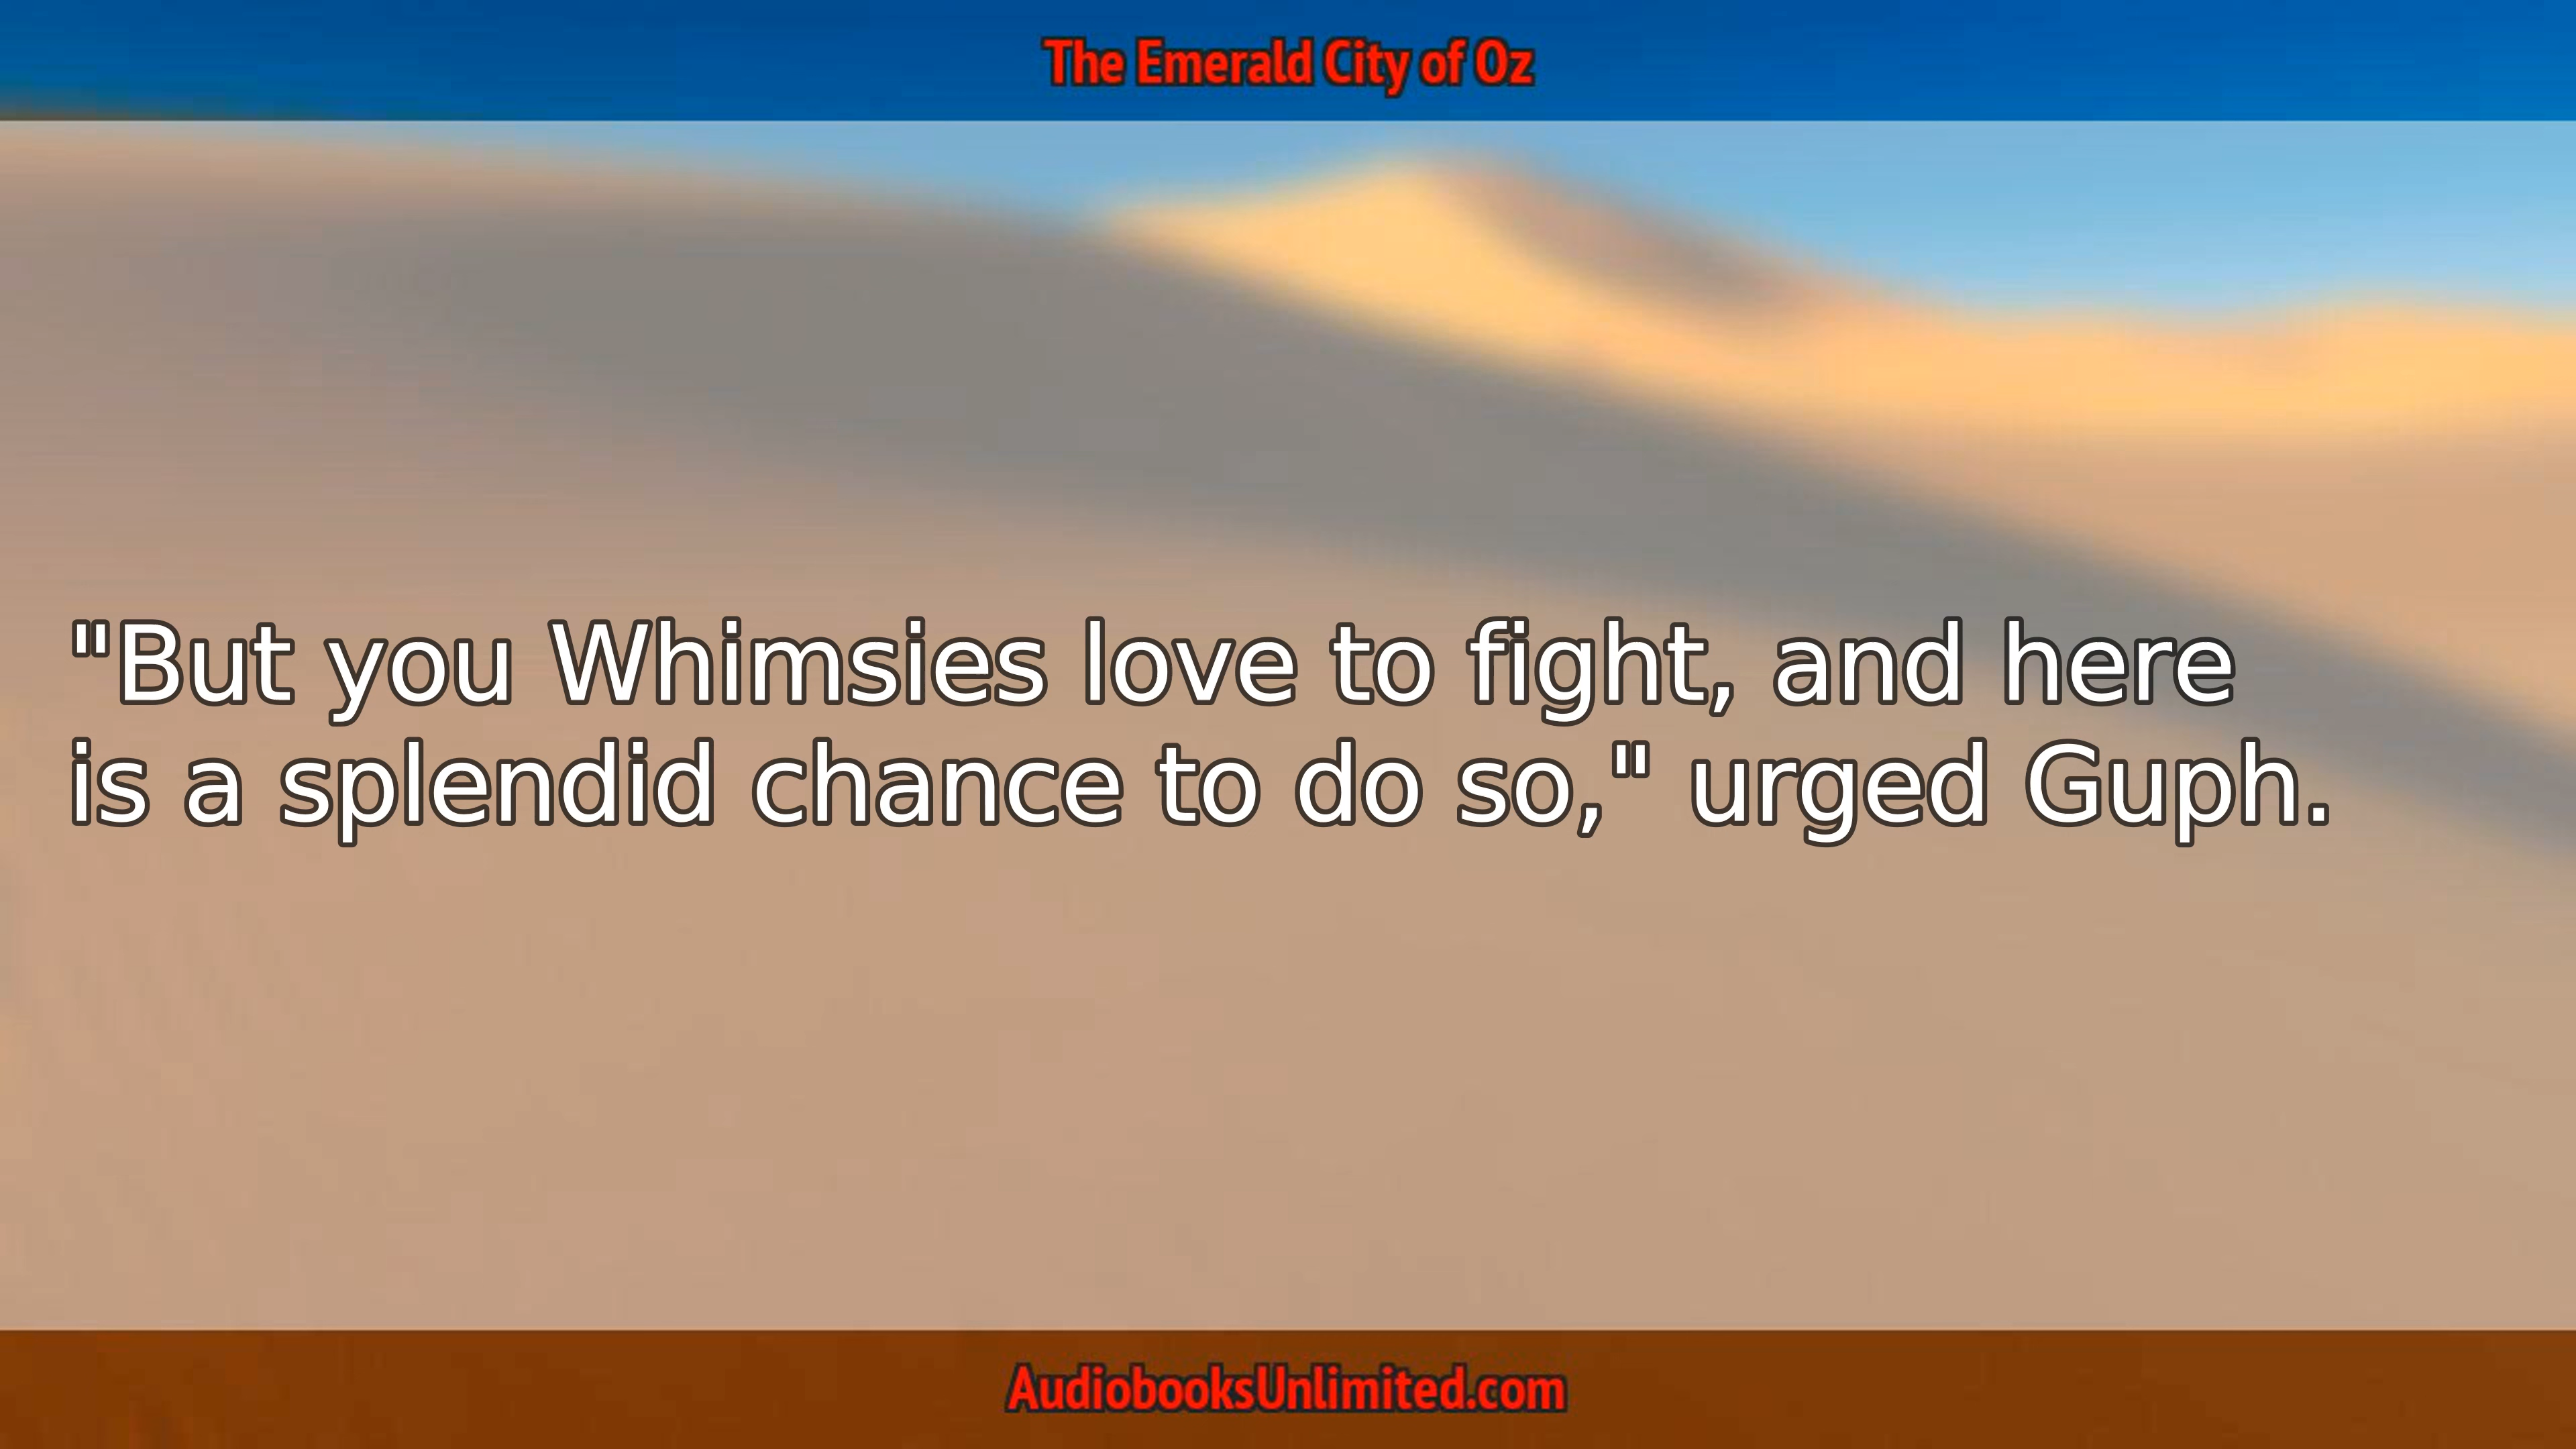 The Emerald City of Oz
"But you Whimsies love to fight, and here
is a splendid chance to do so," urged Guph.
AudiobooksUnlimited.com